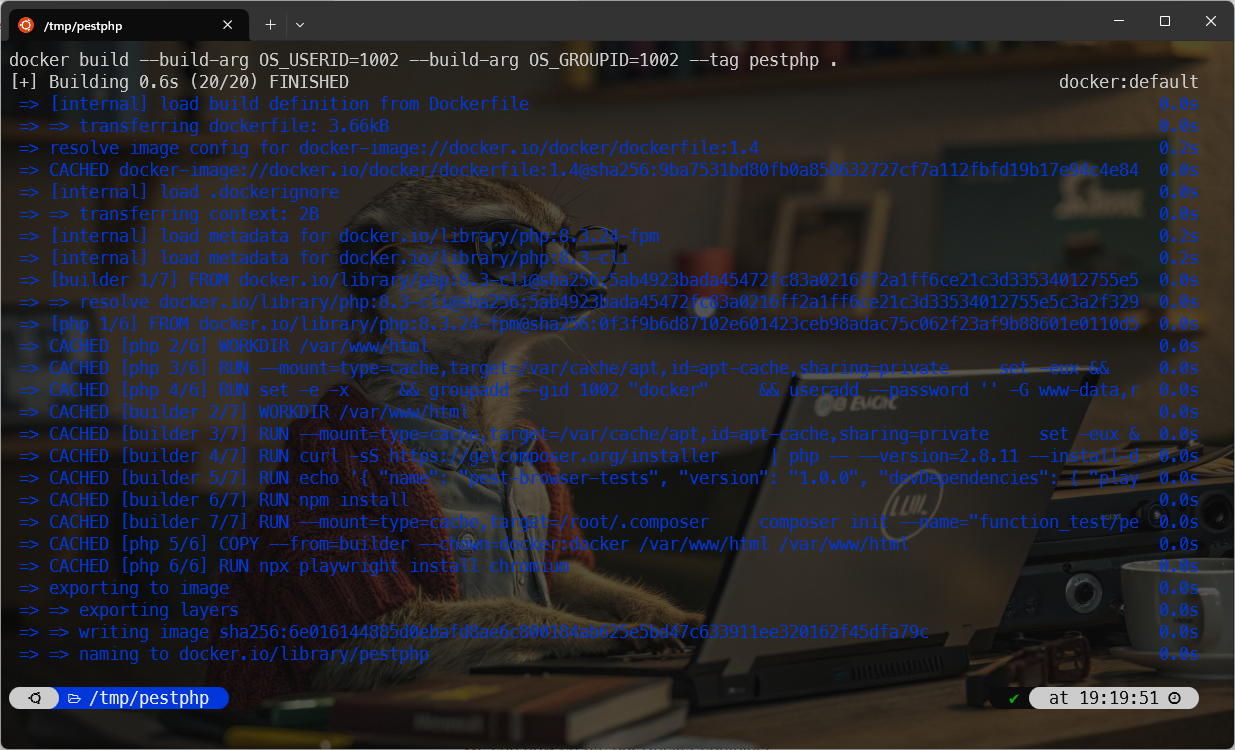 /tmp/pestphp
docker build --build-arg OS_USERID=1002 --build-arg OS_GROUPID=1002 --tag pestphp .
[+] Building 0.6s (20/20) FINISHED docker:default
=> [internal] load build definition from Dockerfile 0.0s
=> => transferring dockerfile: 3.66kB 0.0s
=> resolve image config for docker-image://docker.io/docker/dockerfile:1.4 0.2s
=> CACHED docker-image://docker.io/docker/dockerfile:1.4@sha256:9ba7531bd80fb0a858632727cf7a112fbfd19b17e94c4e84 0.0s
=> [internal] load .dockerignore 0.0s
=> => transferring context: 2B 0.0s
=> [internal] load metadata for docker.io/library/php:8.3.24-fpm 0.2s
=> [internal] load metadata for docker.io/library/php:8.3-cli 0.2s
=> [builder 1/7] FROM docker.io/library/php:8.3-cli@sha256:5ab4923bada45472fc83a0216ff2a1ff6ce21c3d33534012755e5 0.0s
=> => resolve docker.io/library/php:8.3-cli@sha256:5ab4923bada45472fc83a0216ff2a1ff6ce21c3d33534012755e5c3a2f329 0.0s
=> [php 1/6] FROM docker.io/library/php:8.3.24-fpm@sha256:0f3f9b6d87102e601423ceb98adac75c062f23af9b88601e0110d5 0.0s
=> CACHED [php 2/6] WORKDIR /var/www/html 0.0s
=> CACHED [php 3/6] RUN --mount=type=cache,target=/var/cache/apt,id=apt-cache,sharing=private set -eux && 0.0s
=> CACHED [php 4/6] RUN set -e -x && groupadd --gid 1002 "docker" && useradd --password '' -G www-data,r 0.0s
=> CACHED [builder 2/7] WORKDIR /var/www/html 0.0s
=> CACHED [builder 3/7] RUN --mount=type=cache,target=/var/cache/apt,id=apt-cache,sharing=private set -eux & 0.0s
=> CACHED [builder 4/7] RUN curl -sS https://getcomposer.org/installer | php -- --version=2.8.11 --install-d 0.0s
=> CACHED [builder 5/7] RUN echo '{ "name": "pest-browser-tests", "version": "1.0.0", "devDependencies": { "play 0.0s
=> CACHED [builder 6/7] RUN npm install 0.0s
=> CACHED [builder 7/7] RUN --mount=type=cache,target=/root/.composer composer init --name="function_test/pe 0.0s
=> CACHED [php 5/6] COPY --from=builder --chown=docker:docker /var/www/html /var/www/html 0.0s
=> CACHED [php 6/6] RUN npx playwright install chromium 0.0s
=> exporting to image 0.0s
=> => exporting layers 0.0s
=> => writing image sha256:6e016144885d0ebafd8ae6c800184ab625e5bd47c633911ee320162f45dfa79c 0.0s
=> => naming to docker.io/library/pestphp 0.0s
/tmp/pestphp ✔ at 19:19:51